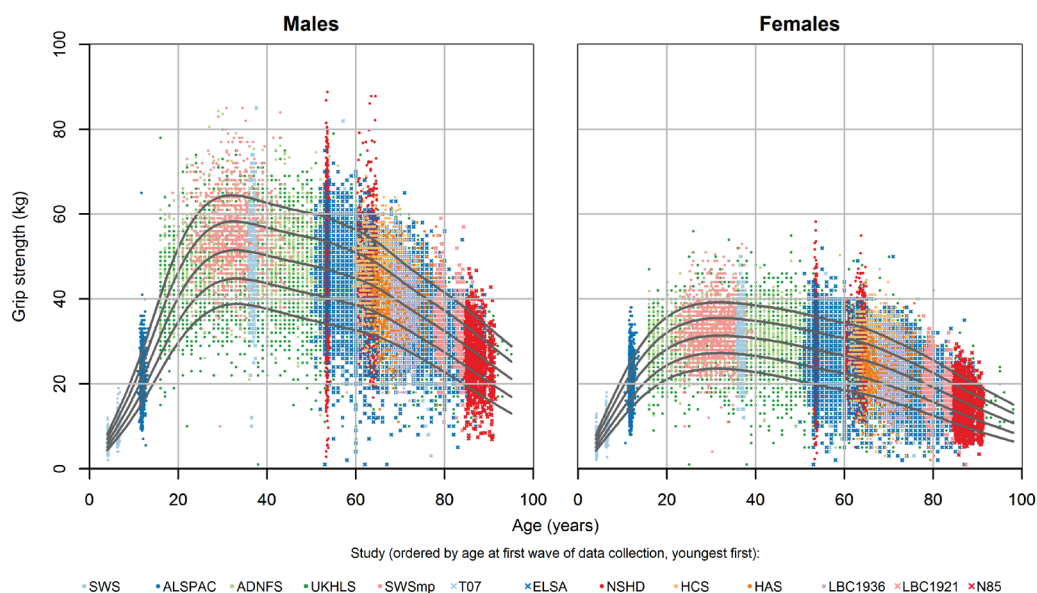 Males
Females
Grip strength (kg)
100
80
60
40
20
0
0 20 40 60 80 100
0 20 40 60 80 100
Age (years)
Study (ordered by age at first wave of data collection, youngest first):
SWS ALSPAC ADNFS UKHLS SWSmp T07 ELSA NSHD HCS HAS LBC1936 LBC1921 N85